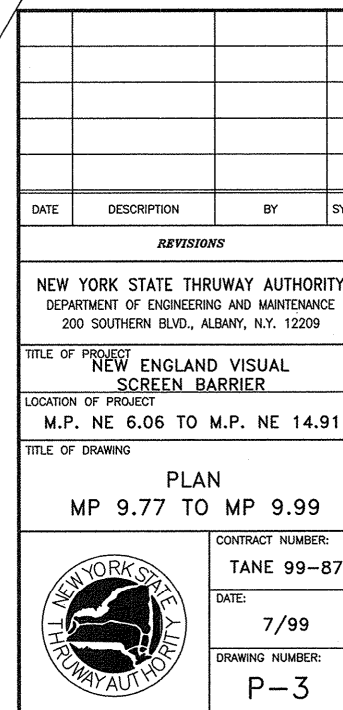 DATE DESCRIPTION BY
REVISIONS
NEW YORK STATE THRUWAY AUTHORITY
DEPARTMENT OF ENGINEERING AND MAINTENANCE
200 SOUTHERN BLVD., ALBANY, N.Y. 12209
TITLE OF PROJECT
NEW ENGLAND VISUAL
SCREEN BARRIER
LOCATION OF PROJECT
M.P. NE 6.06 TO M.P. NE 14.91
TITLE OF DRAWING
PLAN
MP 9.77 TO MP 9.99
NEW YORK STATE
THRUWAY AUTHORITY
CONTRACT NUMBER:
TANE 99-87
DATE:
7/99
DRAWING NUMBER:
P-3